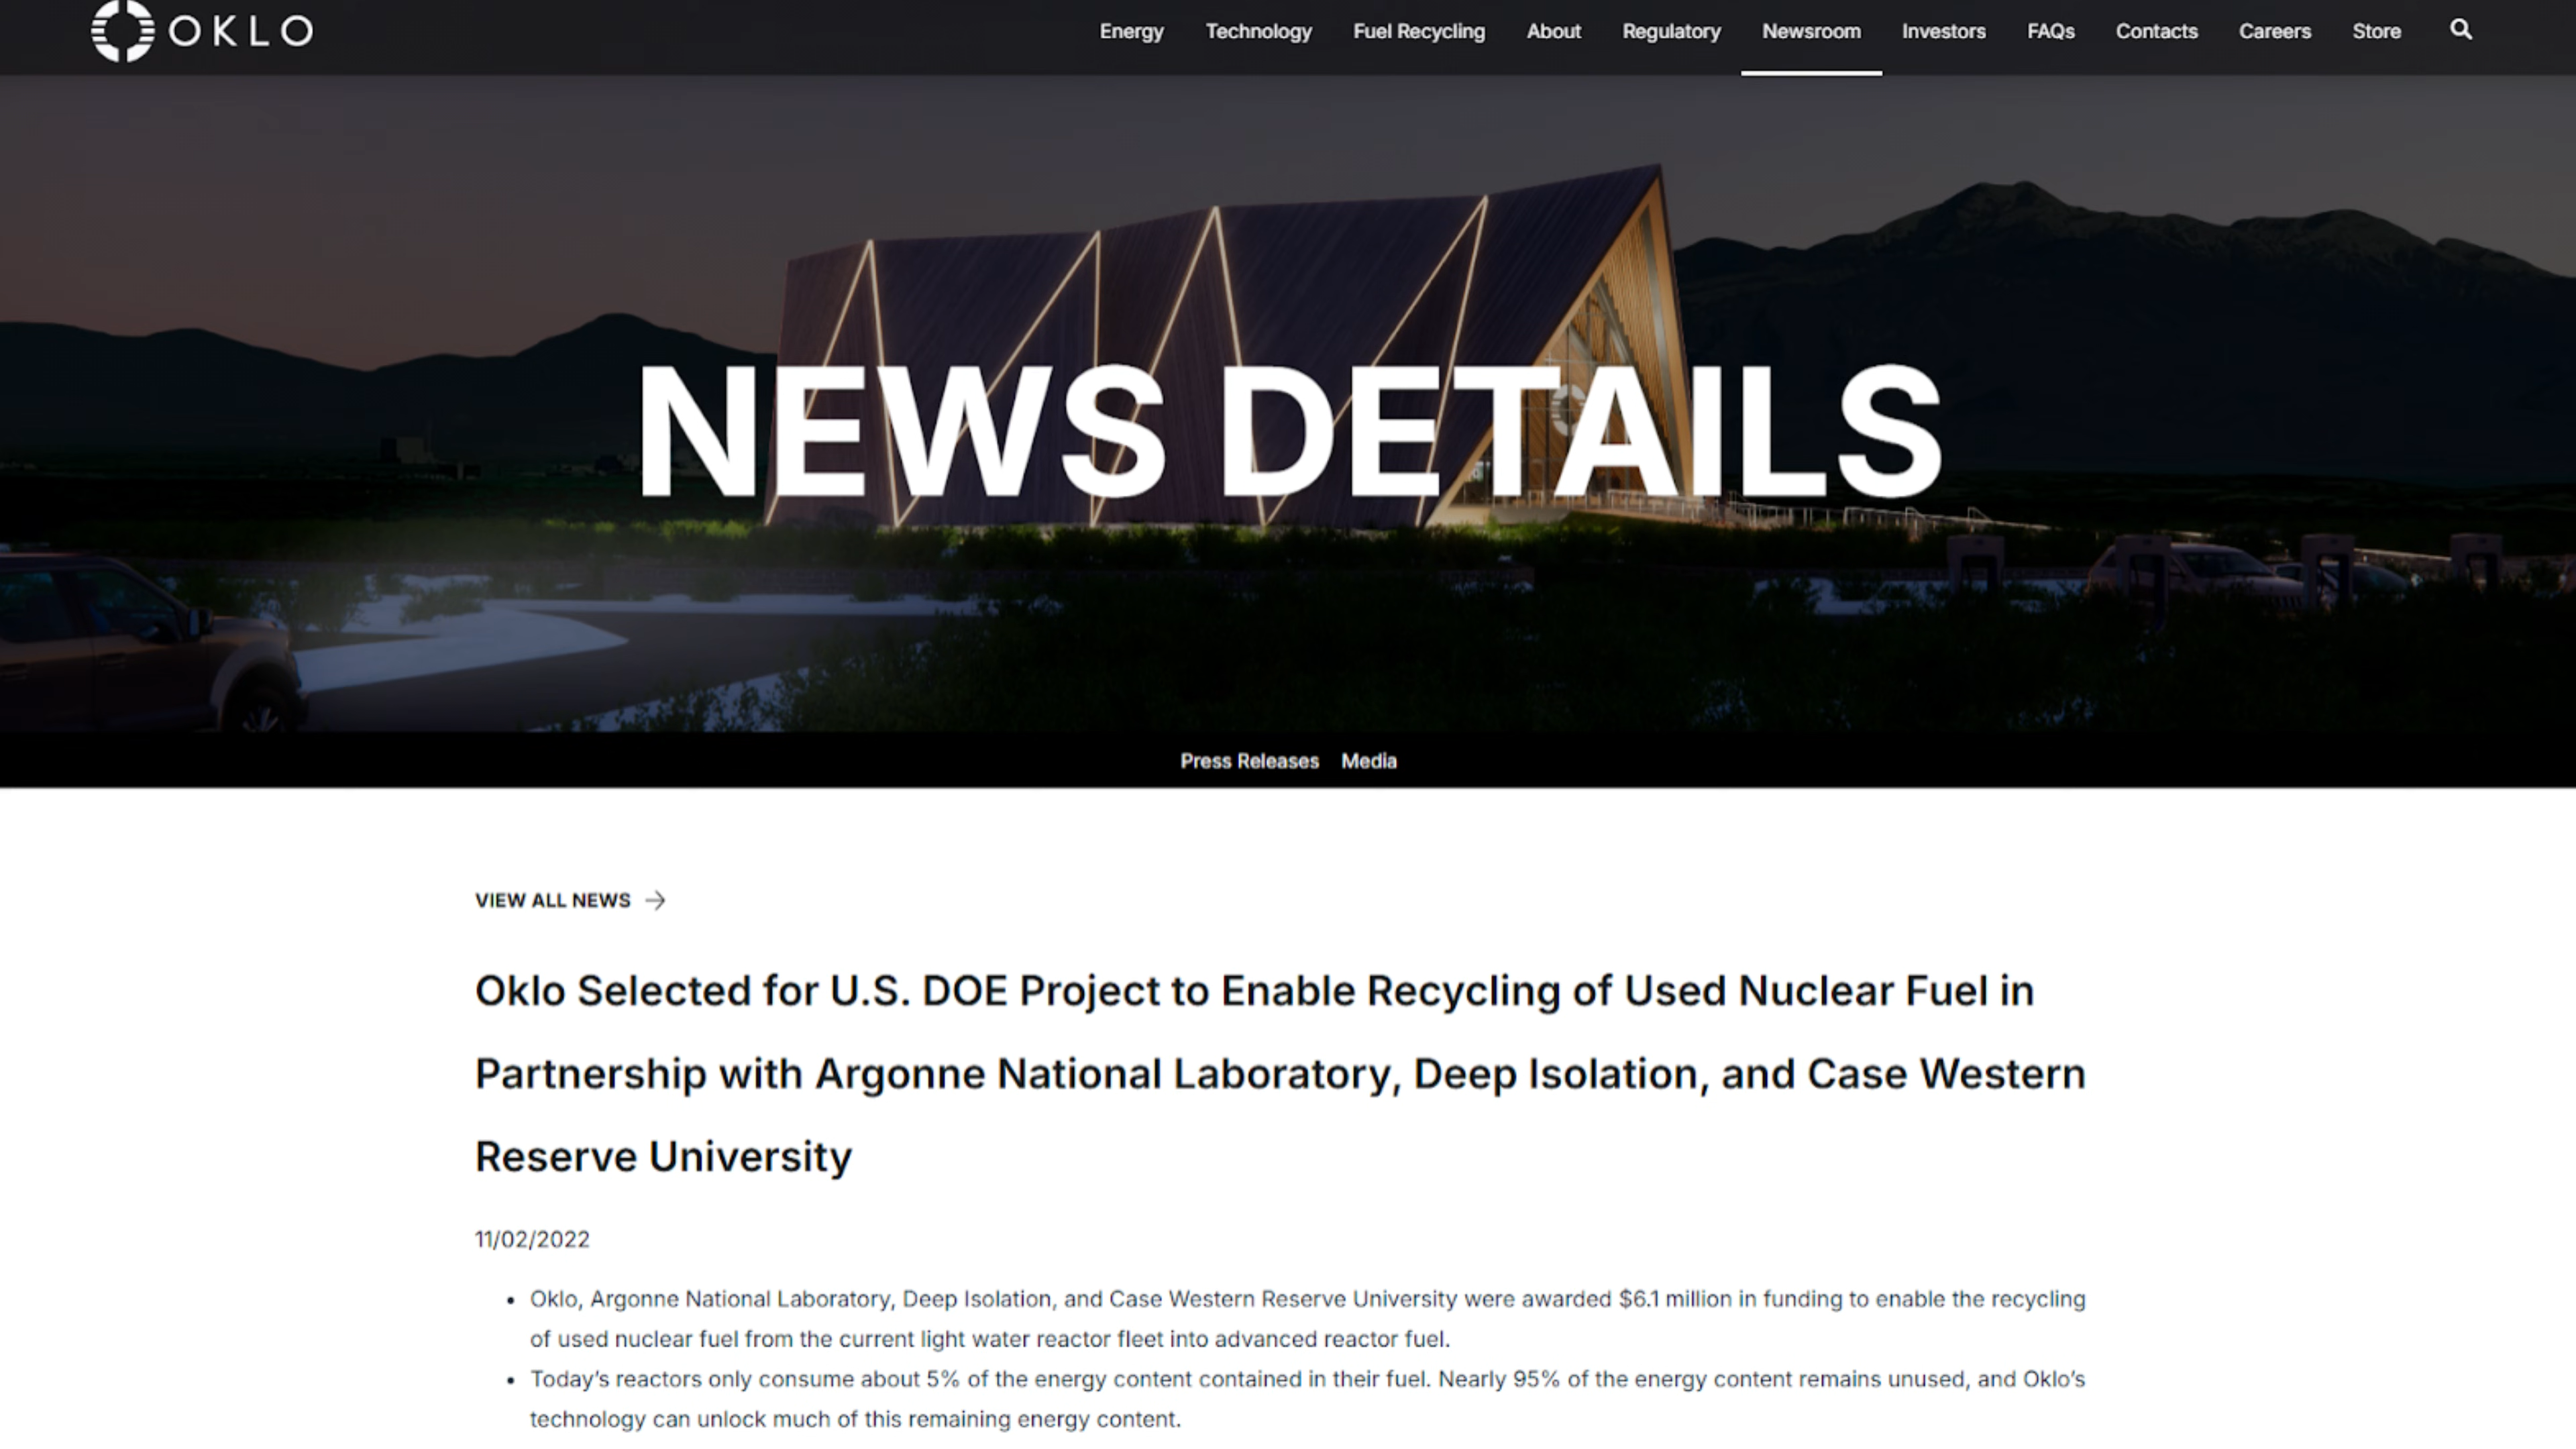 OKLO
Energy Technology Fuel Recycling About Regulatory Newsroom Investors FAQs Contacts Careers Store
NEWS DETAILS
Press Releases Media
VIEW ALL NEWS
Oklo Selected for U.S. DOE Project to Enable Recycling of Used Nuclear Fuel in
Partnership with Argonne National Laboratory, Deep Isolation, and Case Western
Reserve University
11/02/2022
• Oklo, Argonne National Laboratory, Deep Isolation, and Case Western Reserve University were awarded $6.1 million in funding to enable the recycling
of used nuclear fuel from the current light water reactor fleet into advanced reactor fuel.
• Today’s reactors only consume about 5% of the energy content contained in their fuel. Nearly 95% of the energy content remains unused, and Oklo’s
technology can unlock much of this remaining energy content.